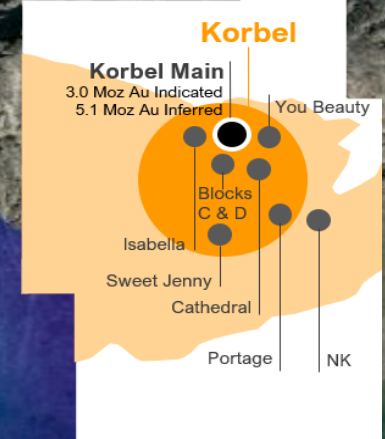 Korbel
Korbel Main
3.0 Moz Au Indicated
5.1 Moz Au Inferred
You Beauty
Blocks
C & D
Isabella
Sweet Jenny
Cathedral
Portage
NK